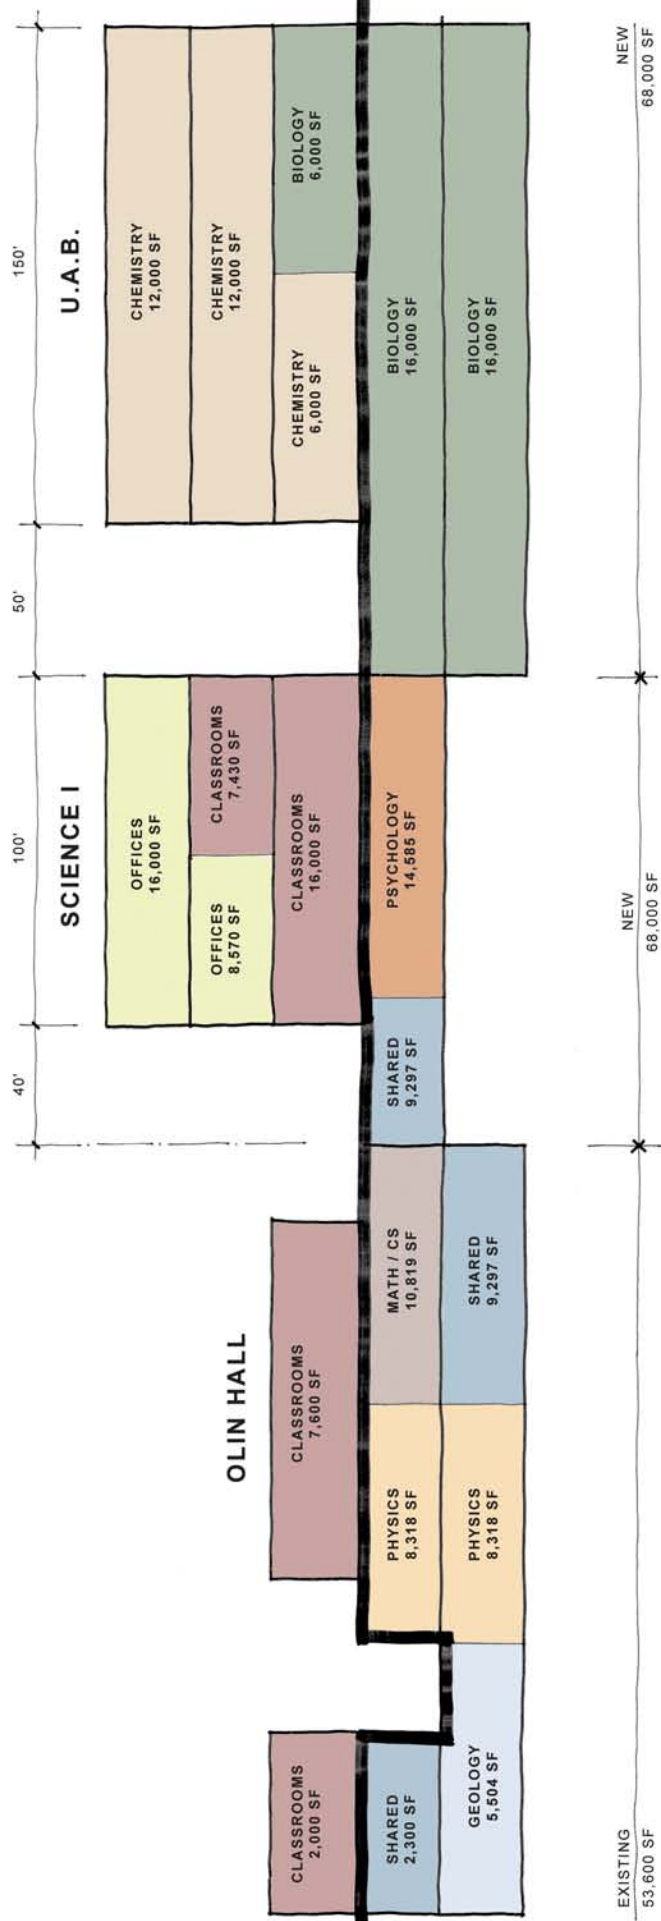 150'
50'
100'
40'
U.A.B.
SCIENCE I
OLIN HALL
CHEMISTRY
12,000 SF
CHEMISTRY
12,000 SF
CHEMISTRY
6,000 SF
BIOLOGY
6,000 SF
BIOLOGY
16,000 SF
BIOLOGY
16,000 SF
OFFICES
16,000 SF
OFFICES
8,570 SF
CLASSROOMS
7,430 SF
CLASSROOMS
16,000 SF
PSYCHOLOGY
14,585 SF
SHARED
9,297 SF
CLASSROOMS
7,600 SF
MATH / CS
10,819 SF
SHARED
9,297 SF
PHYSICS
8,318 SF
PHYSICS
8,318 SF
CLASSROOMS
2,000 SF
SHARED
2,300 SF
GEOLOGY
5,504 SF
EXISTING
53,600 SF
NEW
68,000 SF
NEW
68,000 SF